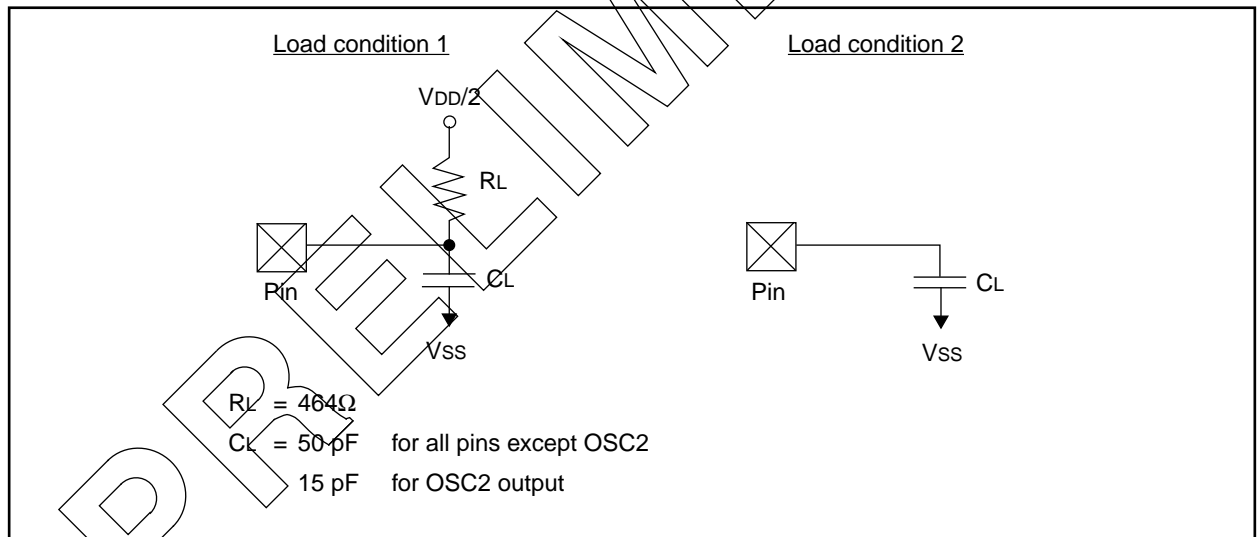 Load condition 1
Load condition 2
VDD/2
RL
Pin
CL
VSS
Pin
CL
VSS
RL = 464Ω
CL = 50 pF for all pins except OSC2
15 pF for OSC2 output
PRELIM